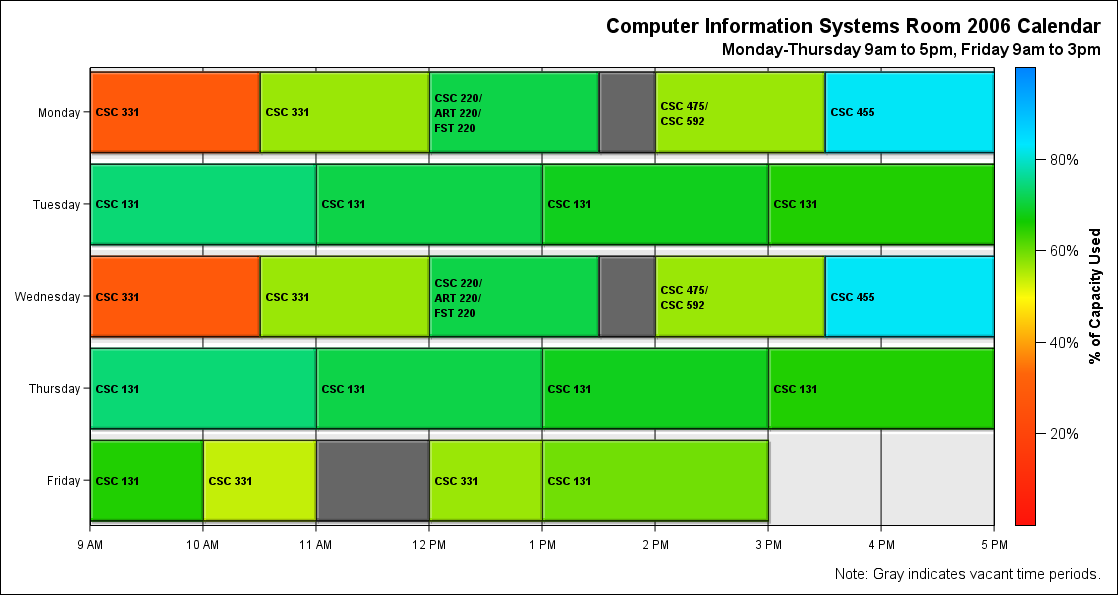 Computer Information Systems Room 2006 Calendar
Monday-Thursday 9am to 5pm, Friday 9am to 3pm
Monday
CSC 331
CSC 331
CSC 220/
ART 220/
FST 220
CSC 475/
CSC 592
CSC 455
Tuesday
CSC 131
CSC 131
CSC 131
CSC 131
Wednesday
CSC 331
CSC 331
CSC 220/
ART 220/
FST 220
CSC 475/
CSC 592
CSC 455
Thursday
CSC 131
CSC 131
CSC 131
CSC 131
Friday
CSC 131
CSC 331
CSC 331
CSC 131
9 AM
10 AM
11 AM
12 PM
1 PM
2 PM
3 PM
4 PM
5 PM
80%
60%
40%
20%
% of Capacity Used
Note: Gray indicates vacant time periods.